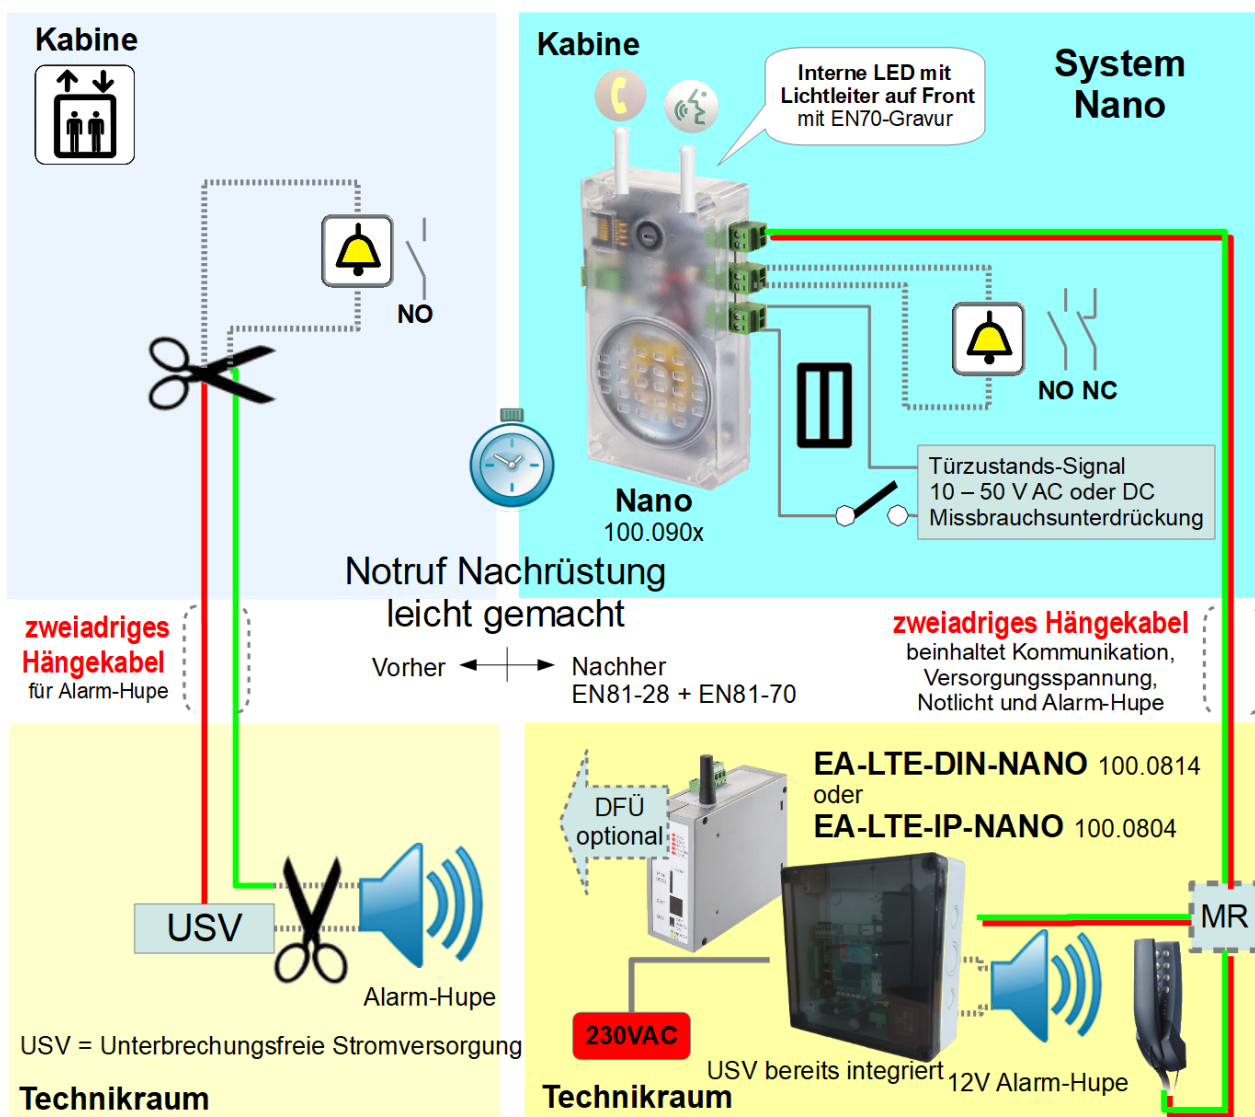 Kabine
NO
Kabine
System
Nano
Interne LED mit
Lichtleiter auf Front
mit EN70-Gravur
NO NC
Türzustands-Signal
10 – 50 V AC oder DC
Missbrauchsunterdrückung
Nano
100.090x
Notruf Nachrüstung
leicht gemacht
Vorher
Nachher
EN81-28 + EN81-70
zweiadriges
Hängekabel
für Alarm-Hupe
zweiadriges Hängekabel
beinhaltet Kommunikation,
Versorgungsspannung,
Notlicht und Alarm-Hupe
USV
Alarm-Hupe
USV = Unterbrechungsfreie Stromversorgung
Technikraum
DFÜ
optional
EA-LTE-DIN-NANO 100.0814
oder
EA-LTE-IP-NANO 100.0804
MR
230VAC
USV bereits integriert
12V Alarm-Hupe
Technikraum